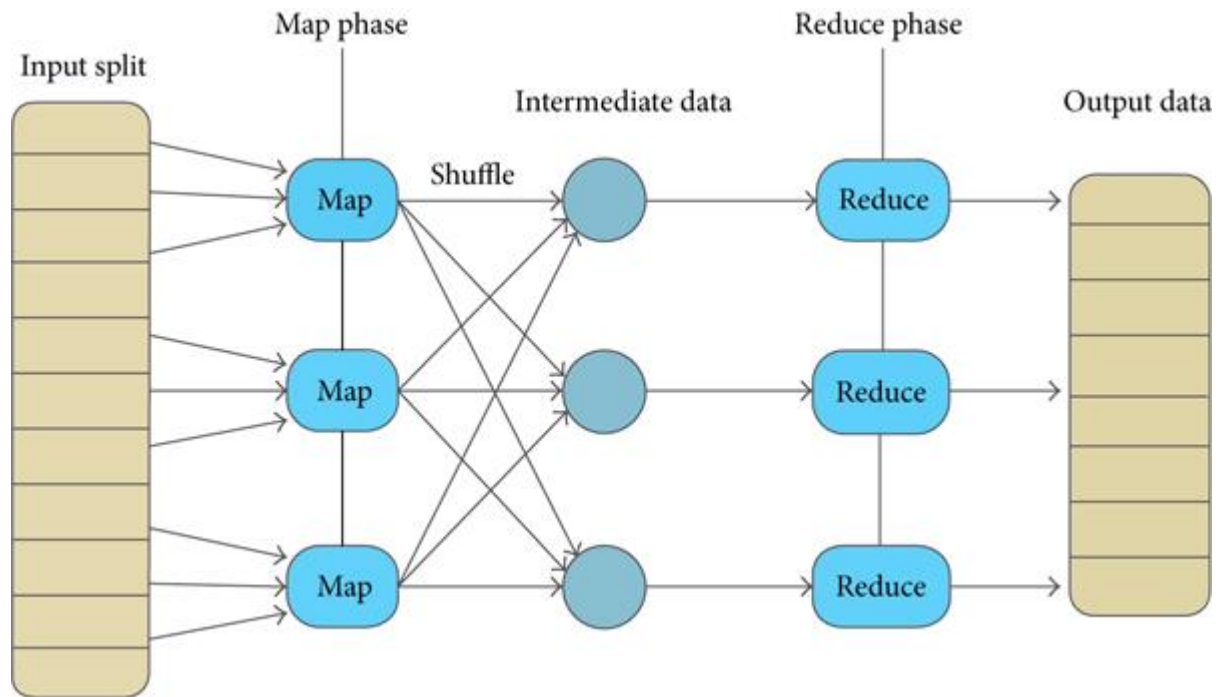 Map phase
Reduce phase
Input split
Intermediate data
Output data
Shuffle
Map
Reduce
Map
Reduce
Map
Reduce